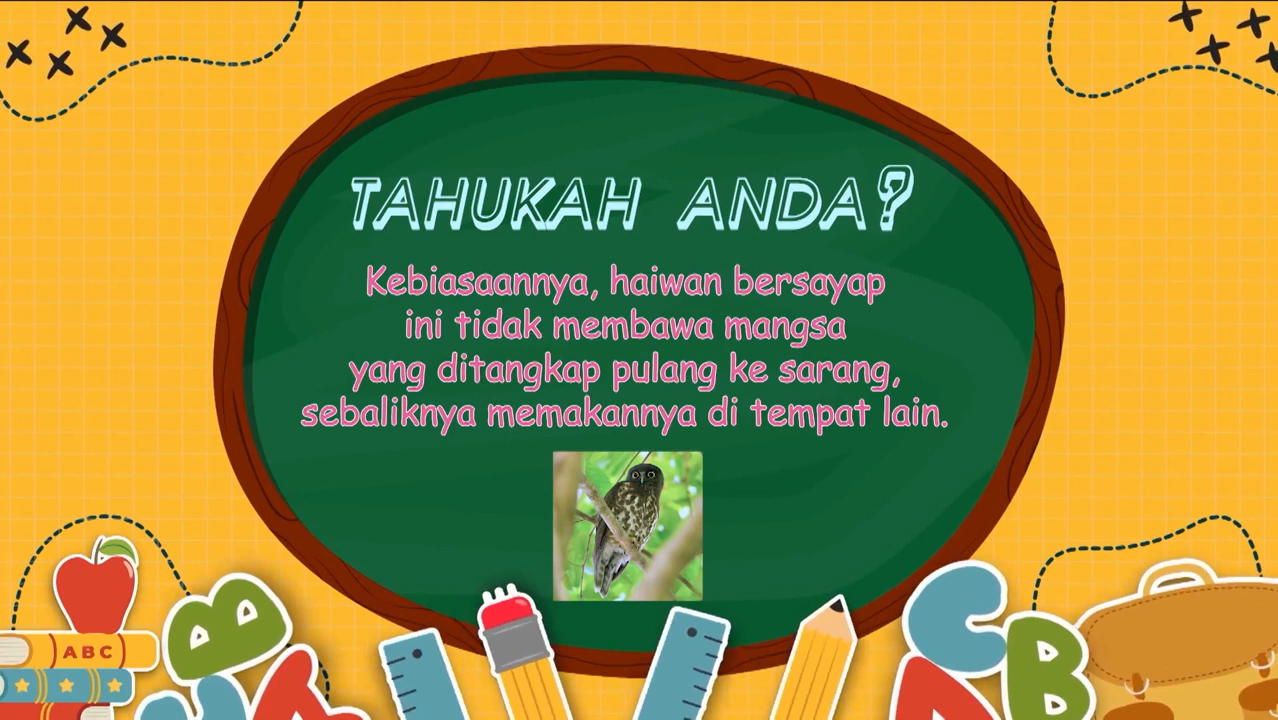 TAHUKAH ANDA?
Kebiasaannya, haiwan bersayap
ini tidak membawa mangsa
yang ditangkap pulang ke sarang,
sebaliknya memakannya di tempat lain.
ABC
B
A
C
B
A